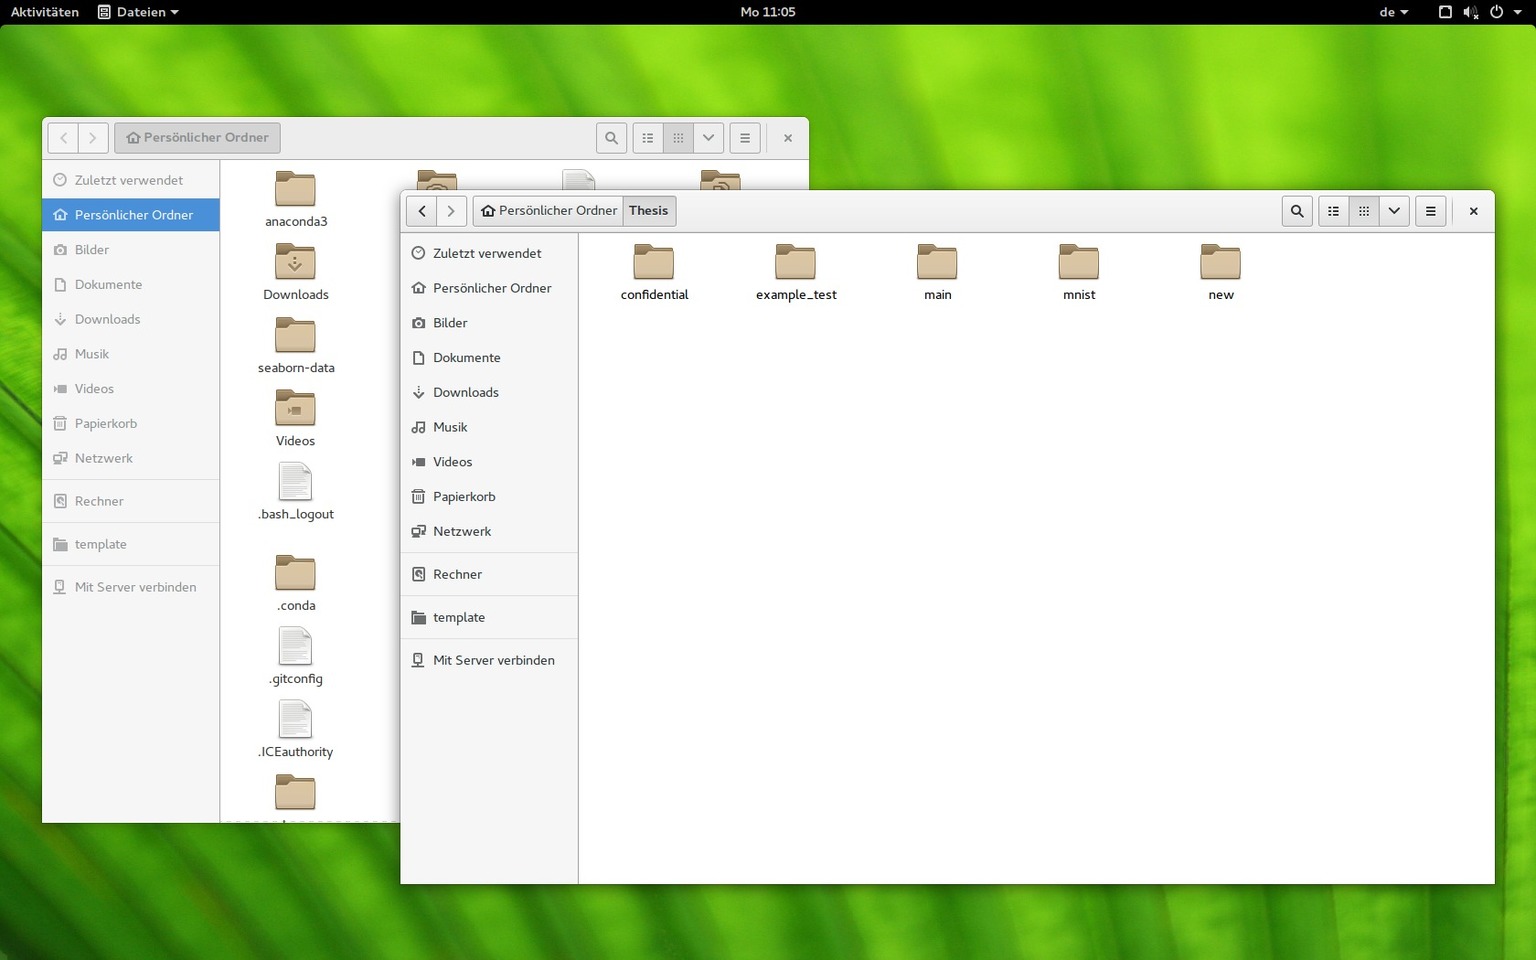 Aktivitäten Dateien Mo 11:05 de
Persönlicher Ordner
Zuletzt verwendet
Persönlicher Ordner
Bilder
Dokumente
Downloads
Musik
Videos
Papierkorb
Netzwerk
Rechner
template
Mit Server verbinden
anaconda3
Downloads
seaborn-data
Videos
.bash_logout
.conda
.gitconfig
.ICEauthority
Persönlicher Ordner Thesis
Zuletzt verwendet
Persönlicher Ordner
Bilder
Dokumente
Downloads
Musik
Videos
Papierkorb
Netzwerk
Rechner
template
Mit Server verbinden
confidential example_test main mnist new